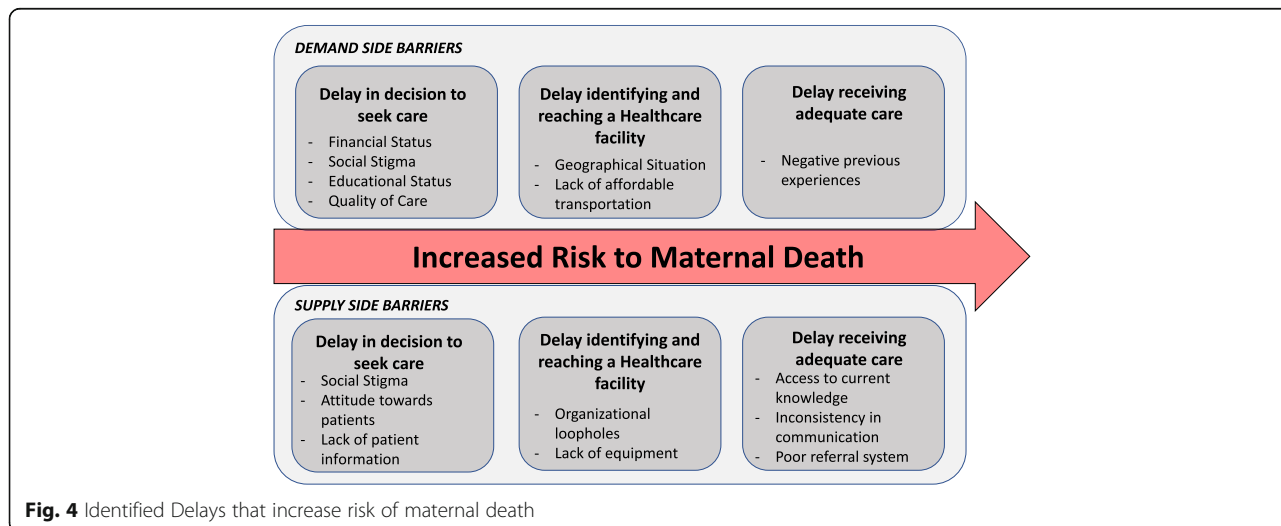 DEMAND SIDE BARRIERS
Delay in decision to
seek care
- Financial Status
- Social Stigma
- Educational Status
- Quality of Care
Delay identifying and
reaching a Healthcare
facility
- Geographical Situation
- Lack of affordable
transportation
Delay receiving
adequate care
- Negative previous
experiences
Increased Risk to Maternal Death
SUPPLY SIDE BARRIERS
Delay in decision to
seek care
- Social Stigma
- Attitude towards
patients
- Lack of patient
information
Delay identifying and
reaching a Healthcare
facility
- Organizational
loopholes
- Lack of equipment
Delay receiving
adequate care
- Access to current
knowledge
- Inconsistency in
communication
- Poor referral system
Fig. 4 Identified Delays that increase risk of maternal death